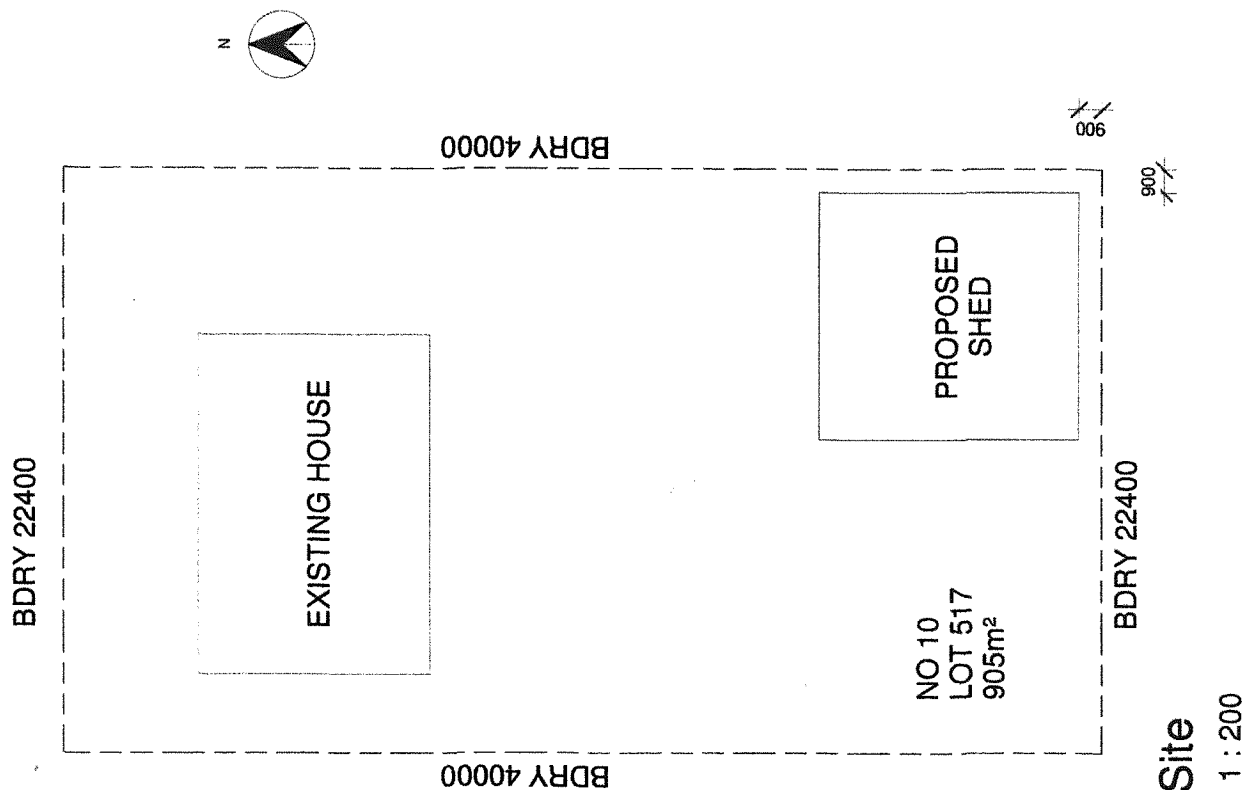 N
BDRY 22400
BDRY 40000
BDRY 40000
EXISTING HOUSE
PROPOSED
SHED
900
900
NO 10
LOT 517
905m²
BDRY 22400
Site
1 : 200